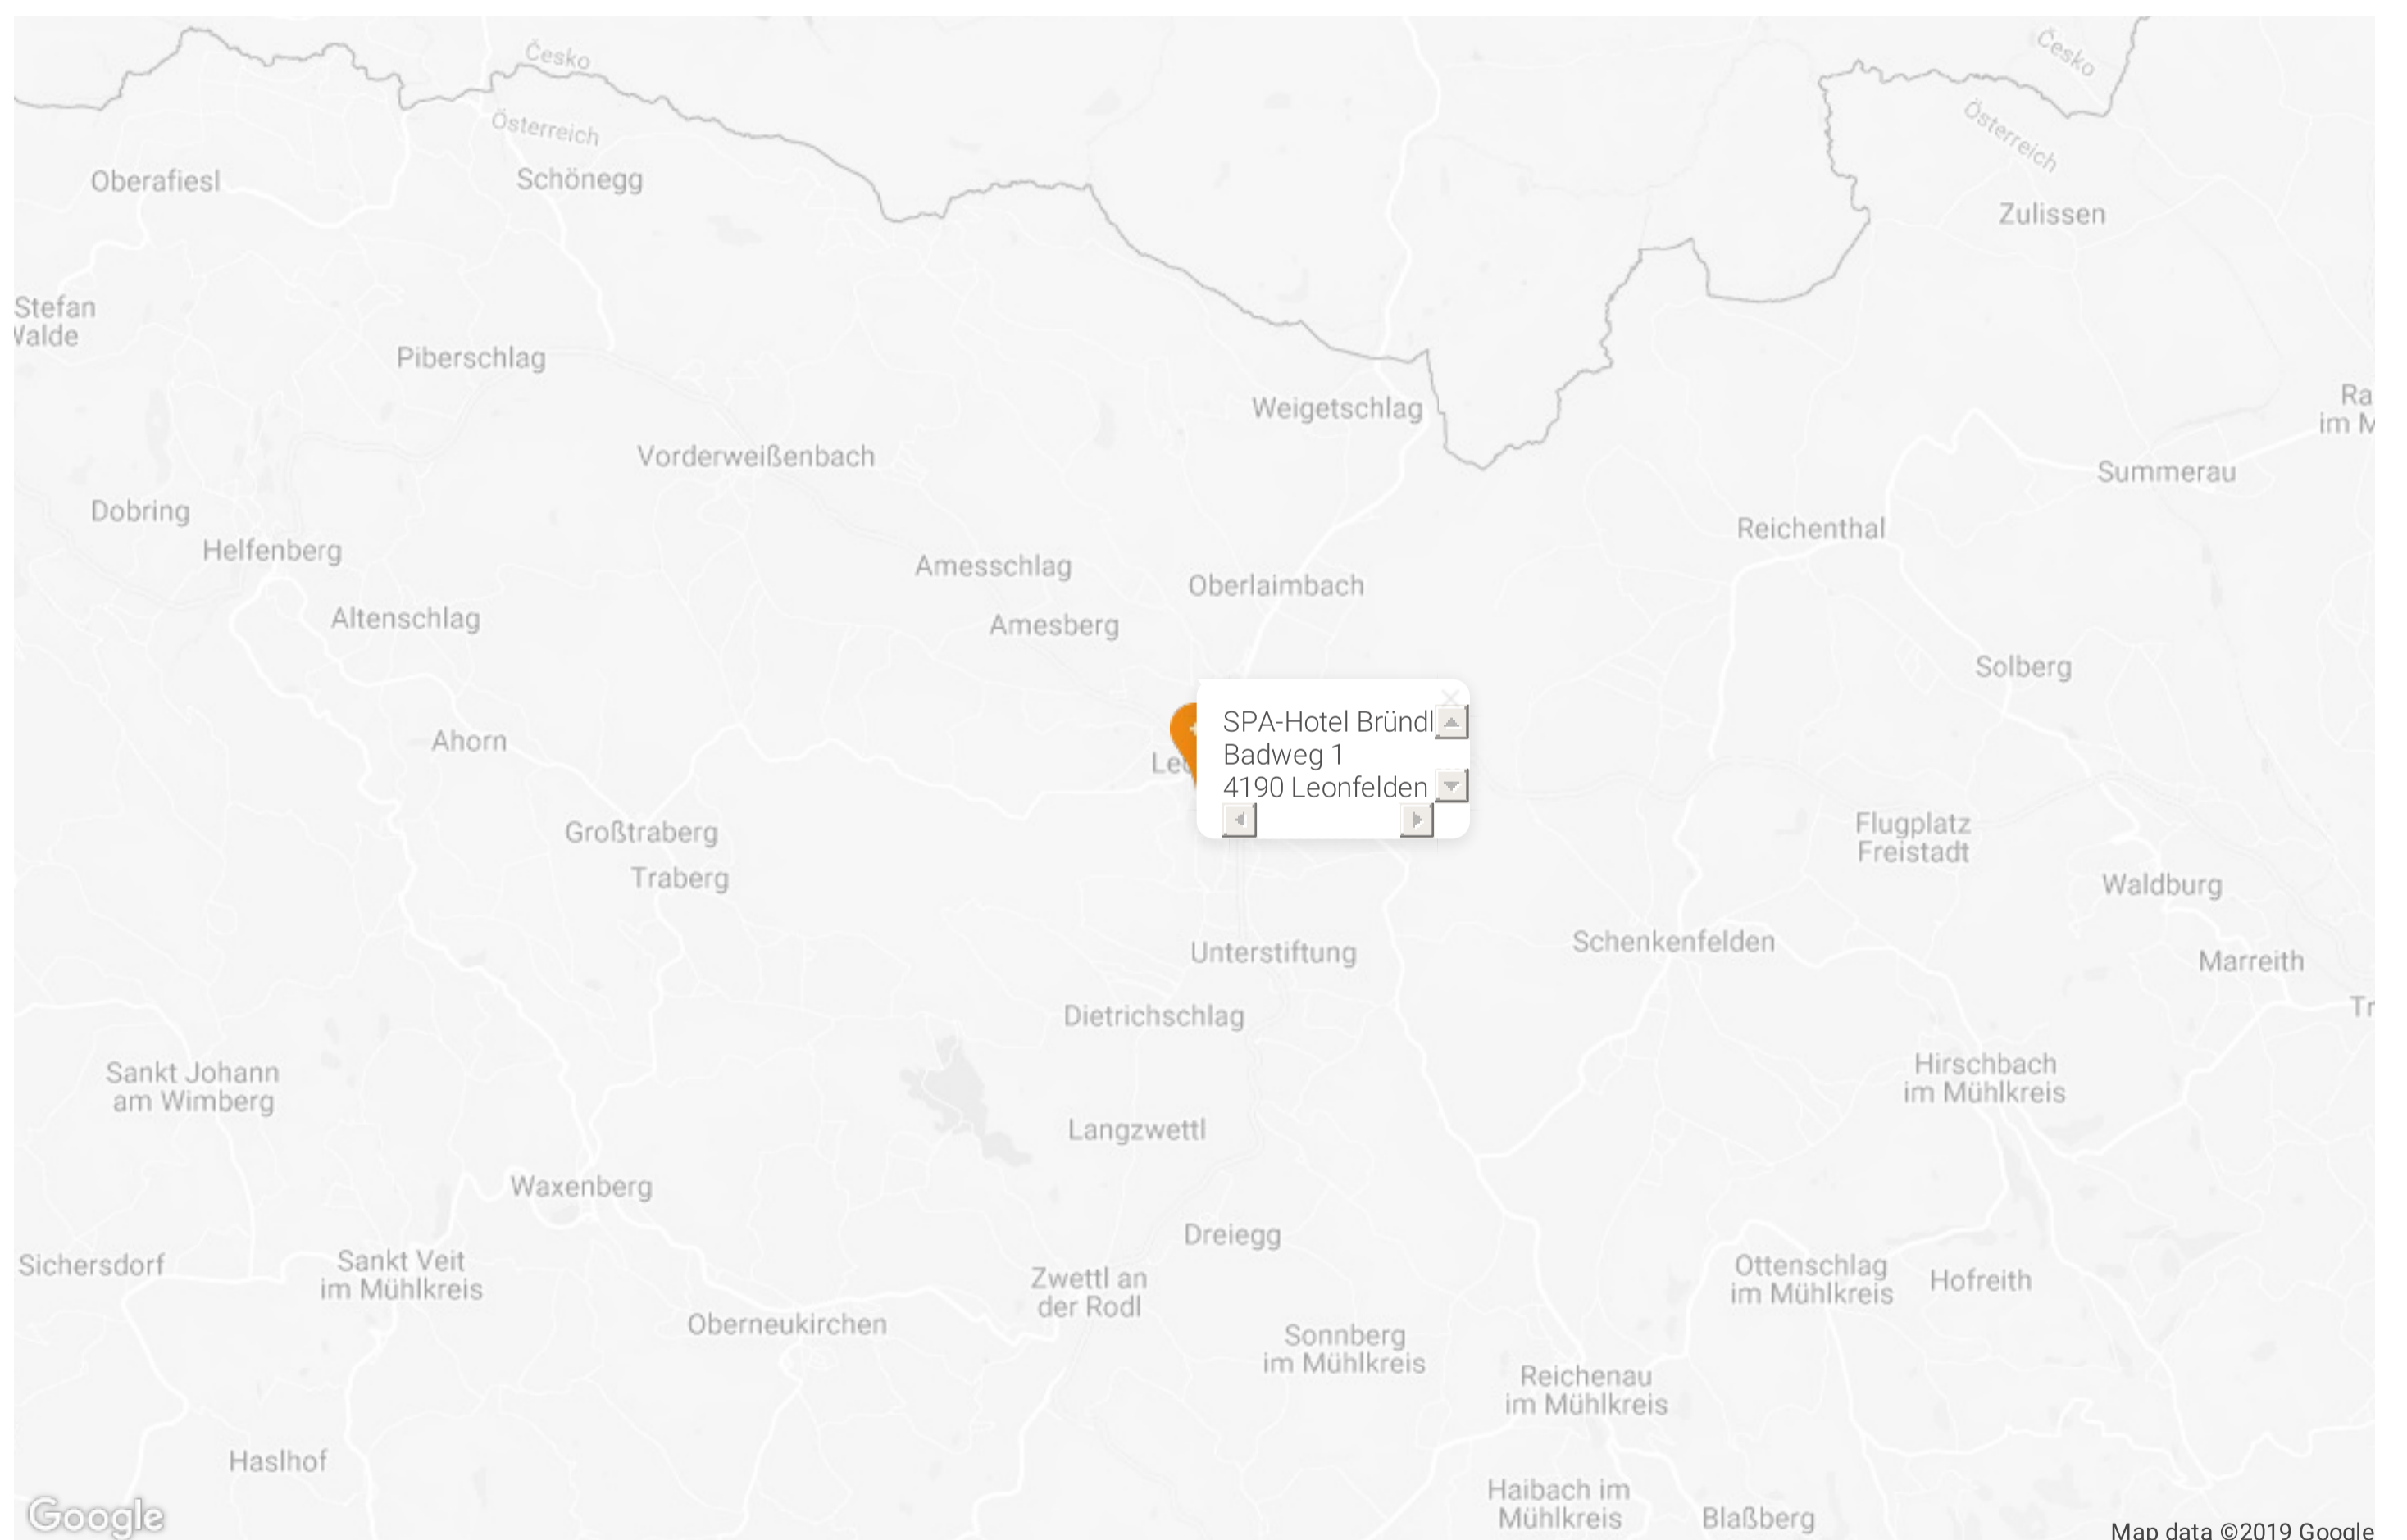 Česko
Česko
Österreich
Österreich
Oberafiesl
Schönegg
Zulissen
Stefan
Walde
Piberschlag
Weigetschlag
Ra
im M
Vorderweißenbach
Summerau
Dobring
Reichenthal
Helfenberg
Amesschlag
Oberlaimbach
Altenschlag
Amesberg
Solberg
SPA-Hotel Bründl
Badweg 1
4190 Leonfelden
Ahorn
Le
Großtraberg
Flugplatz
Freistadt
Traberg
Waldburg
Unterstiftung
Schenkenfelden
Marreith
Dietrichschlag
Tr
Sankt Johann
am Wimberg
Hirschbach
im Mühlkreis
Langzwettl
Waxenberg
Dreiegg
Sichersdorf
Sankt Veit
im Mühlkreis
Zwettl an
der Rodl
Ottenschlag
im Mühlkreis
Hofreith
Oberneukirchen
Sonnberg
im Mühlkreis
Reichenau
im Mühlkreis
Haslhof
Haibach im
Mühlkreis
Blaßberg
Google
Map data ©2019 Google